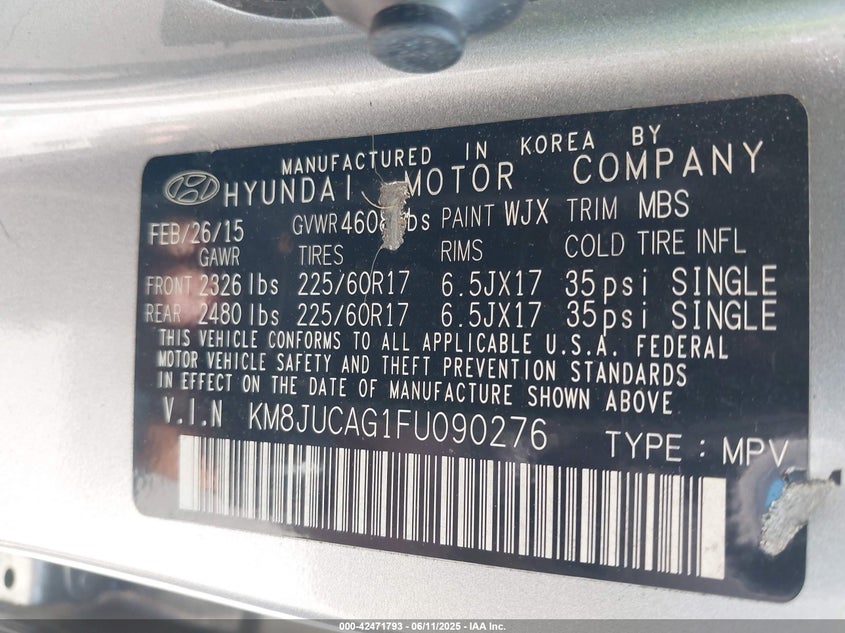 MANUFACTURED IN KOREA BY
HYUNDAI MOTOR COMPANY
FEB/26/15 GVWR PAINT WJX TRIM MBS
GAWR TIRES RIMS COLD TIRE INFL
FRONT 2326 lbs 225/60R17 6.5JX17 35psi SINGLE
REAR 2480 lbs 225/60R17 6.5JX17 35psi SINGLE
THIS VEHICLE CONFORMS TO ALL APPLICABLE U.S.A. FEDERAL
MOTOR VEHICLE SAFETY AND THEFT PREVENTION STANDARDS
IN EFFECT ON THE DATE OF MANUFACTURE SHOWN ABOVE
V.I.N KM8JUCAG1FU090276 TYPE : MPV
000-42471793 - 06/11/2025 - IAA Inc.